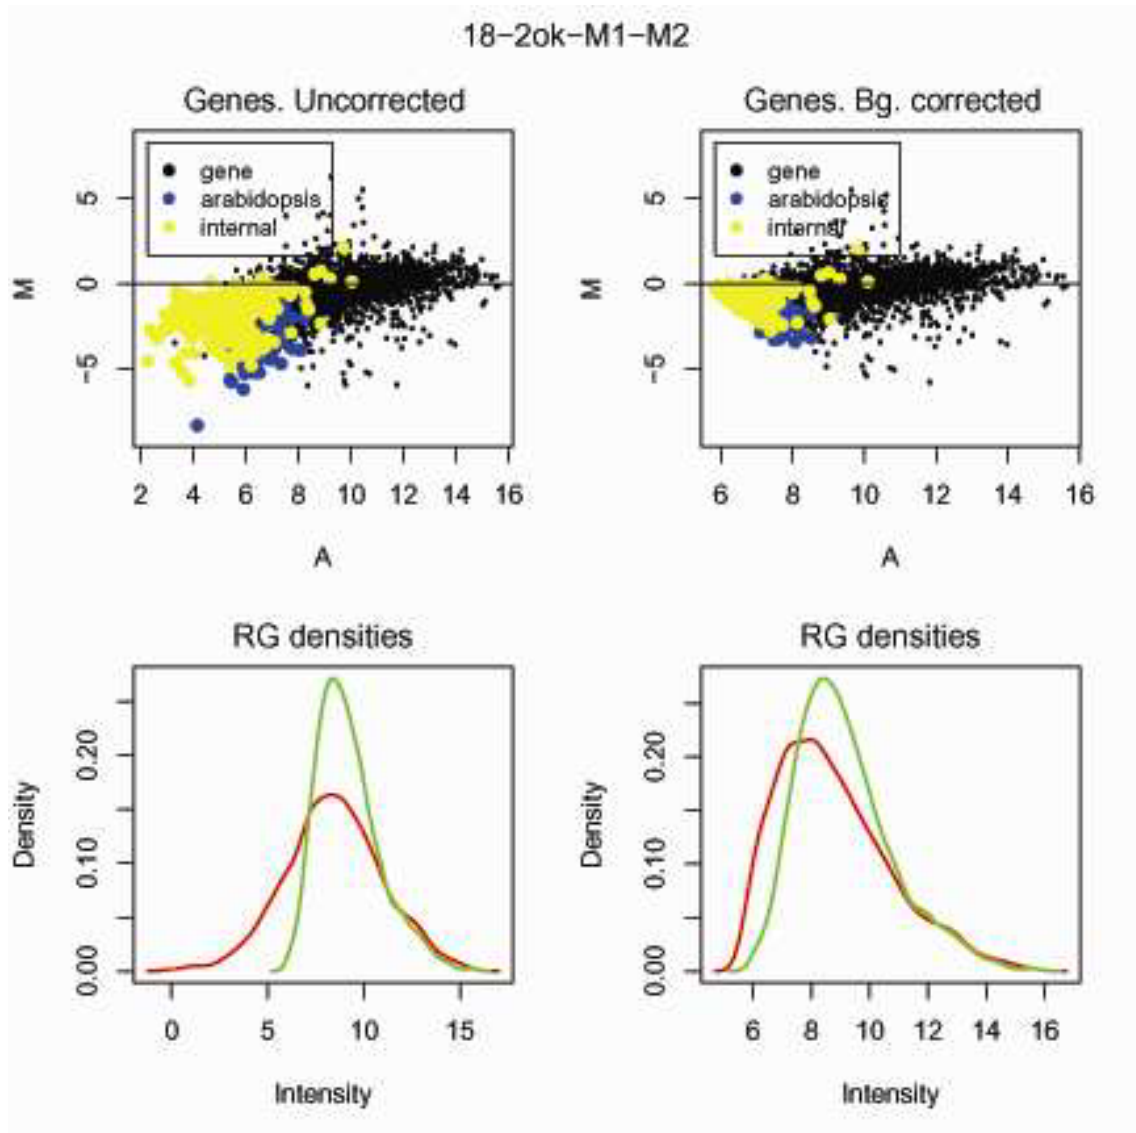 18-2ok-M1-M2
Genes. Uncorrected
Genes. Bg. corrected
gene
arabidopsis
internal
gene
arabidopsis
internal
M
5
0
-5
2 4 6 8 10 12 14 16
A
M
5
0
-5
6 8 10 12 14 16
A
RG densities
RG densities
Density
0.20
0.10
0.00
0 5 10 15
Intensity
Density
0.20
0.10
0.00
6 8 10 12 14 16
Intensity